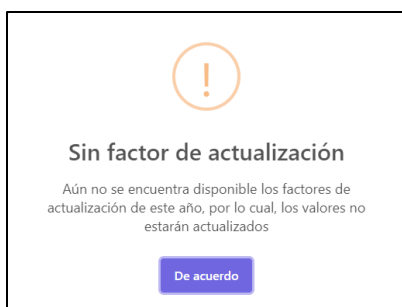 Sin factor de actualización
Aún no se encuentra disponible los factores de
actualización de este año, por lo cual, los valores no
estarán actualizados
De acuerdo